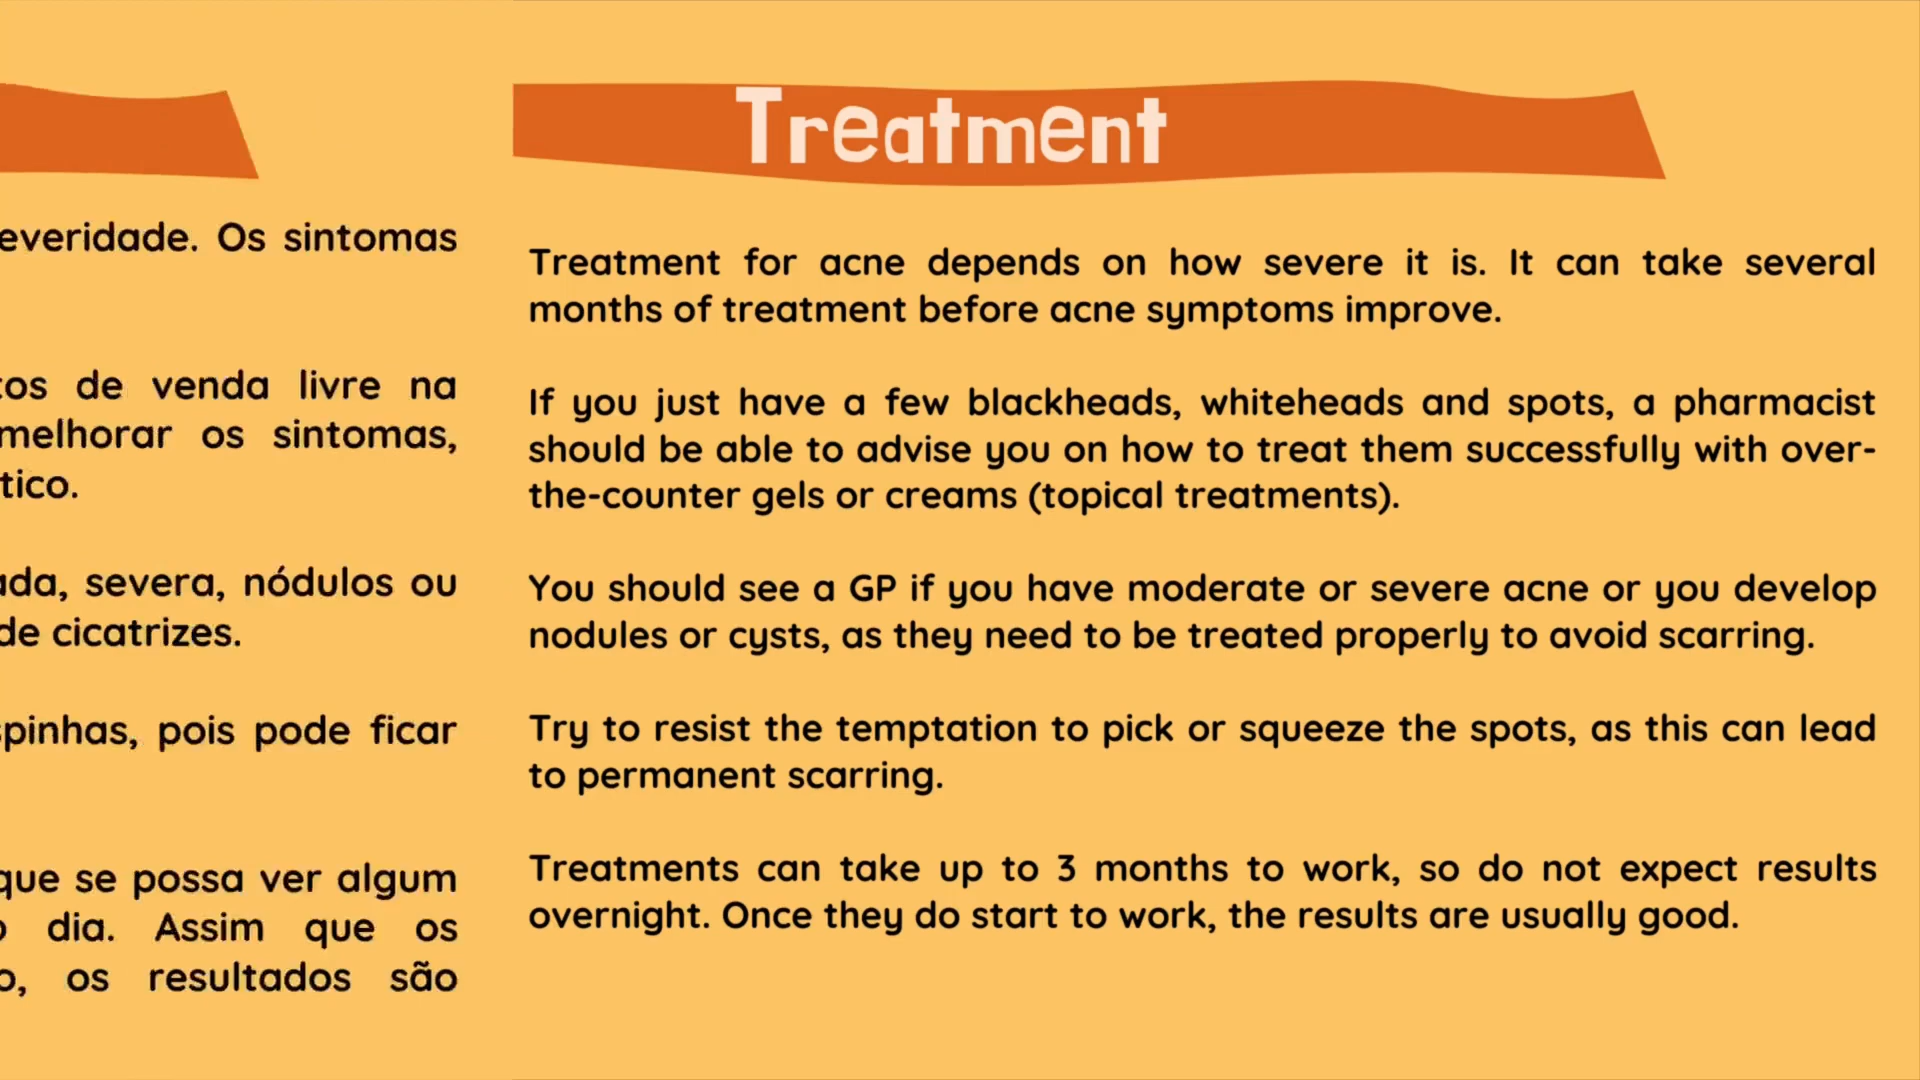 everidade. Os sintomas
tos de venda livre na
melhorar os sintomas,
tico.
ada, severa, nódulos ou
de cicatrizes.
spinhas, pois pode ficar
que se possa ver algum
o dia. Assim que os
o, os resultados são
Treatment
Treatment for acne depends on how severe it is. It can take several
months of treatment before acne symptoms improve.
If you just have a few blackheads, whiteheads and spots, a pharmacist
should be able to advise you on how to treat them successfully with over-
the-counter gels or creams (topical treatments).
You should see a GP if you have moderate or severe acne or you develop
nodules or cysts, as they need to be treated properly to avoid scarring.
Try to resist the temptation to pick or squeeze the spots, as this can lead
to permanent scarring.
Treatments can take up to 3 months to work, so do not expect results
overnight. Once they do start to work, the results are usually good.